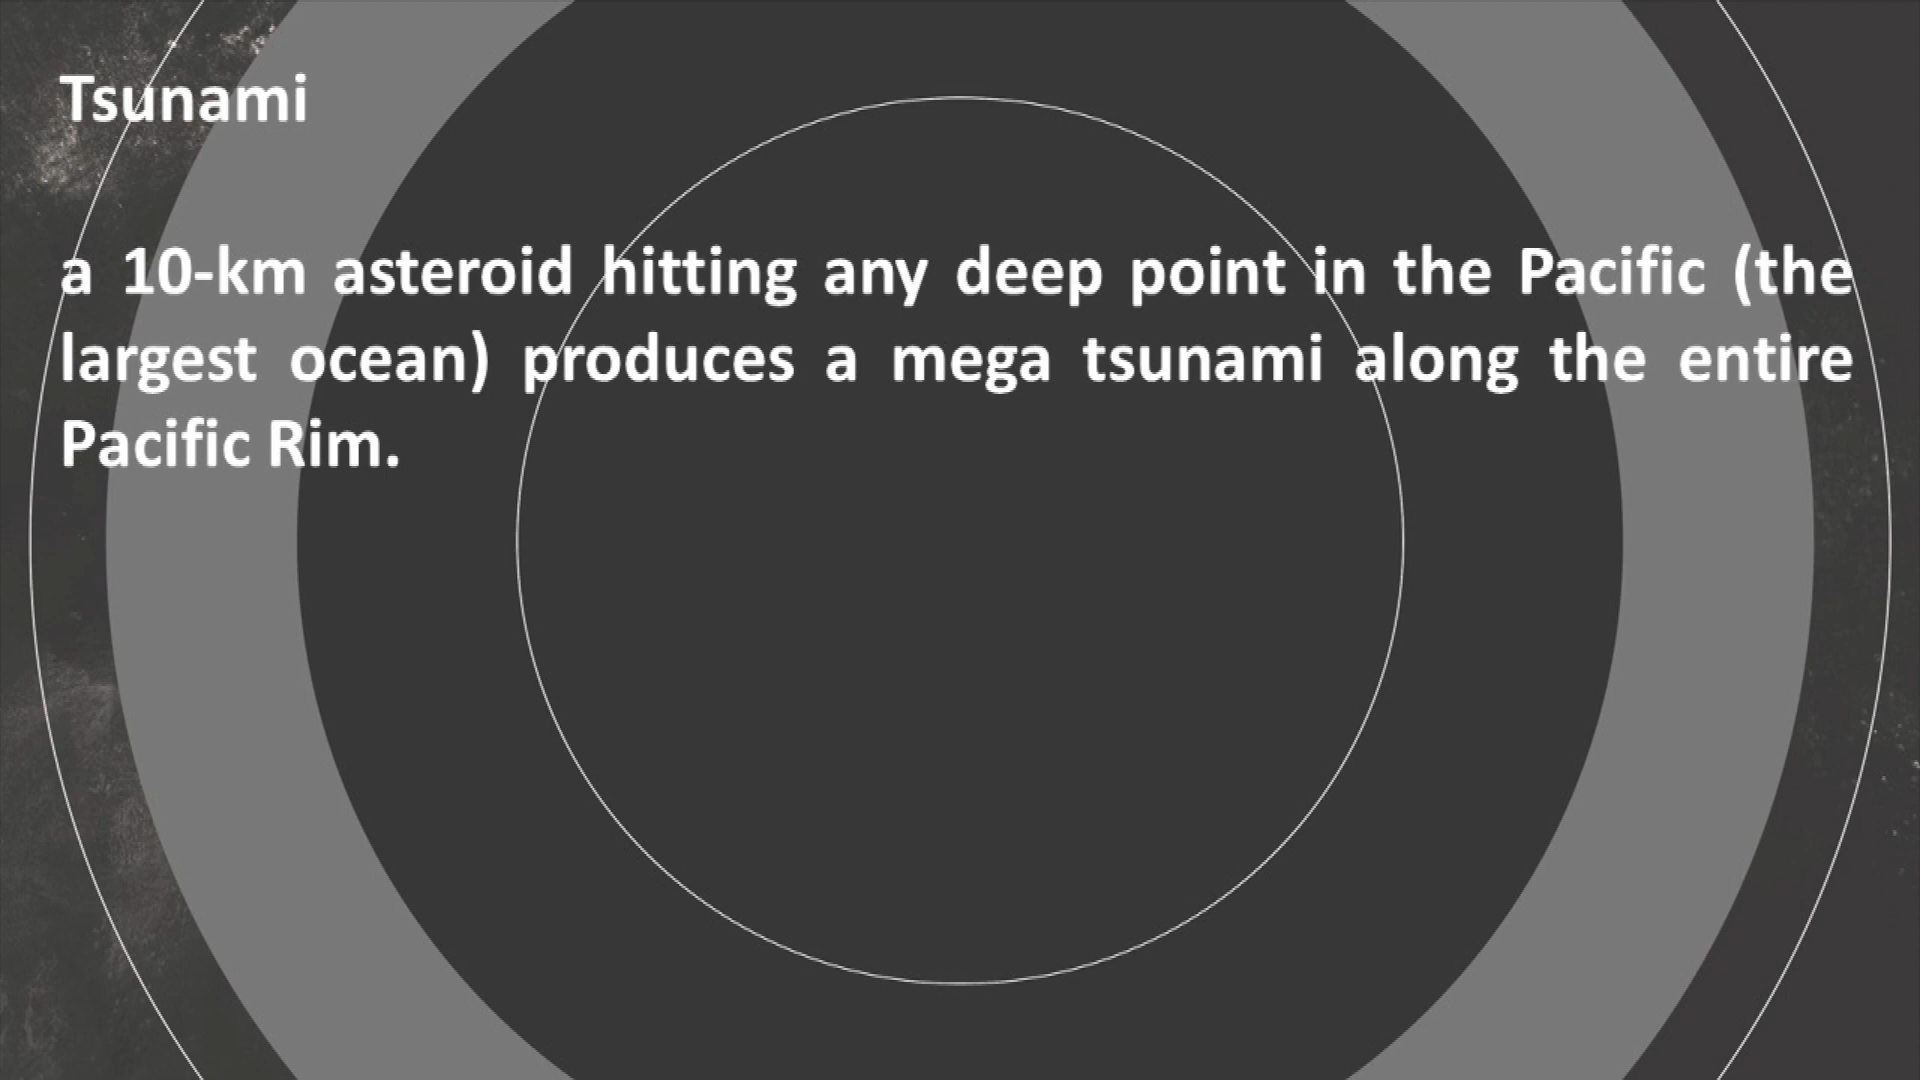 Tsunami
a 10-km asteroid hitting any deep point in the Pacific (the
largest ocean) produces a mega tsunami along the entire
Pacific Rim.